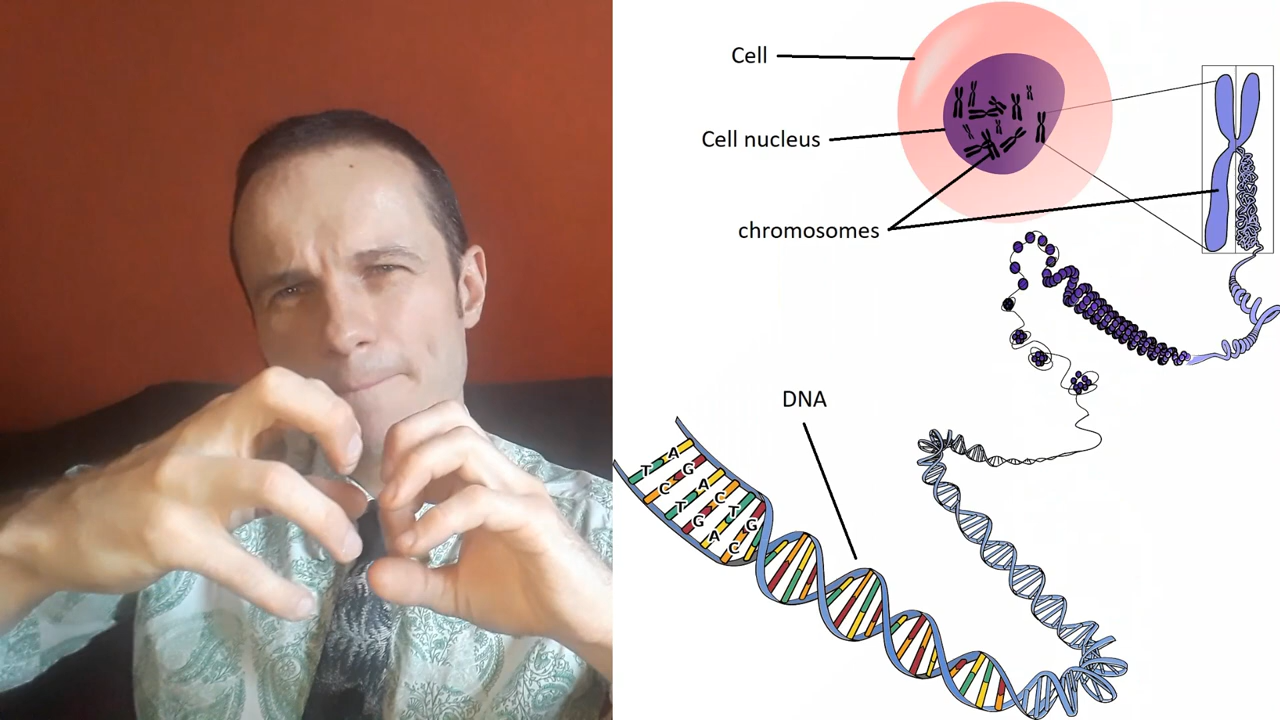 Cell
Cell nucleus
chromosomes
DNA
A
T G
C A
T C
G T
A G
C